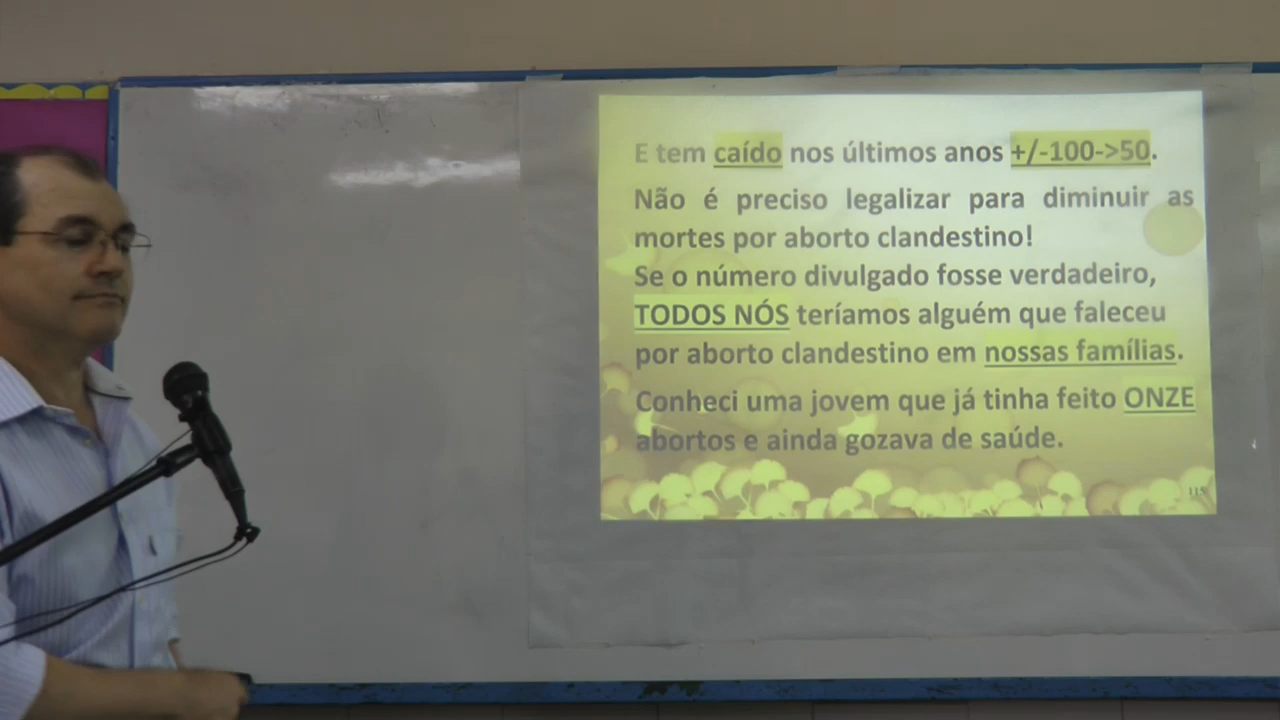 E tem caído nos últimos anos +/-100->50.
Não é preciso legalizar para diminuir as
mortes por aborto clandestino!
Se o número divulgado fosse verdadeiro,
TODOS NÓS teríamos alguém que faleceu
por aborto clandestino em nossas famílias.
Conheci uma jovem que já tinha feito ONZE
abortos e ainda gozava de saúde.
115